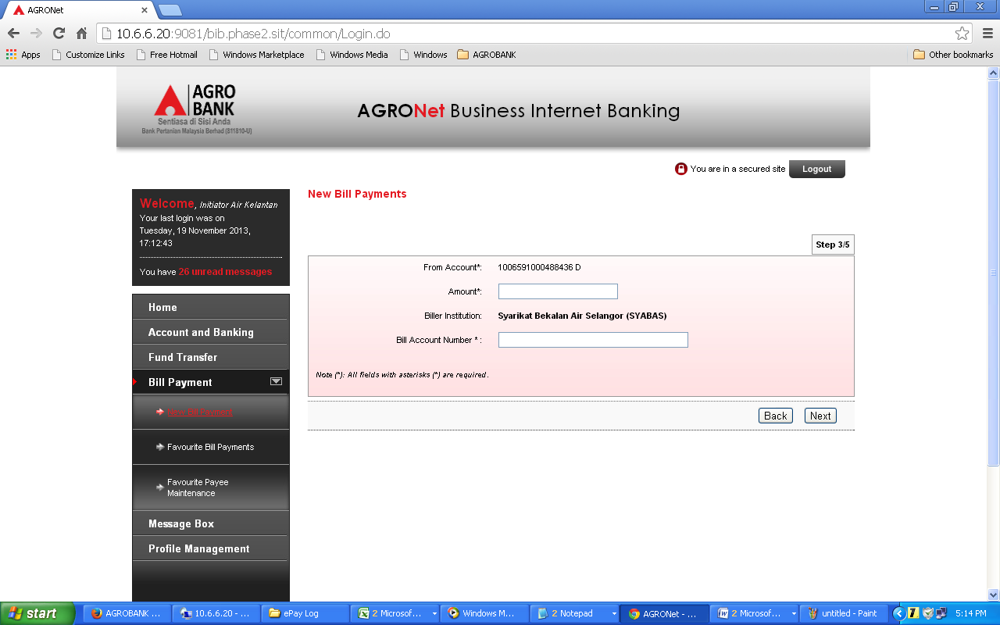 AGRONet
10.6.6.20:9081/bib.phase2.sit/common/Login.do
Apps Customize Links Free Hotmail Windows Marketplace Windows Media Windows AGROBANK Other bookmarks
AGRO
BANK
Sentiasa di Sisi Anda
Bank Pertanian Malaysia Berhad (811810-U)
AGRONet Business Internet Banking
You are in a secured site Logout
Welcome, Initiator Air Kelantan
Your last login was on
Tuesday, 19 November 2013,
17:12:43
You have 26 unread messages
Home
Account and Banking
Fund Transfer
Bill Payment
Favourite Bill Payments
Favourite Payee
Maintenance
Message Box
Profile Management
New Bill Payments
Step 3/5
From Account*: 1006591000488436 D
Amount*:
Biller Institution: Syarikat Bekalan Air Selangor (SYABAS)
Bill Account Number * :
Note (*): All fields with asterisks (*) are required.
Back Next
start AGROBANK ... 10.6.6.20 - ... ePay Log 2 Microsof... Windows M... 2 Notepad AGRONet - ... 2 Microsof... untitled - Paint 5:14 PM